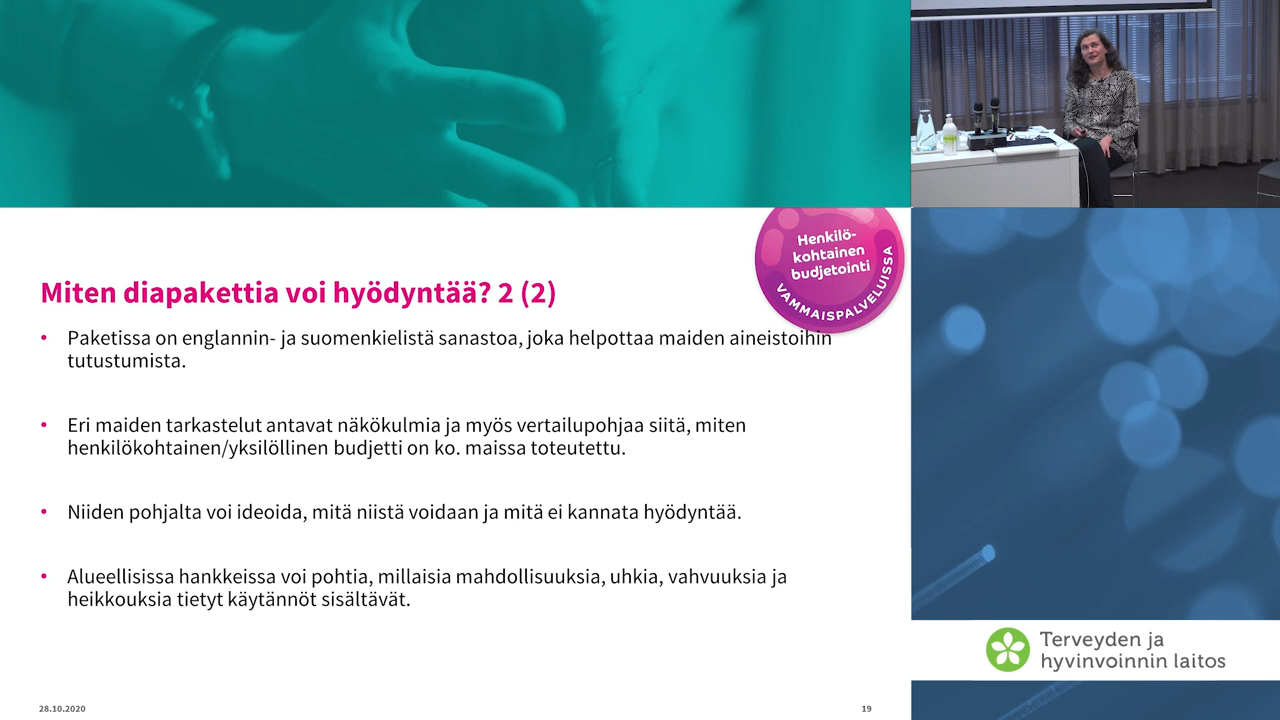 Henkilö-
kohtainen
budjetointi
VAMMAISPALVELUISSA
Miten diapakettia voi hyödyntää? 2 (2)
• Paketissa on englannin- ja suomenkielistä sanastoa, joka helpottaa maiden aineistoihin
tutustumista.
• Eri maiden tarkastelut antavat näkökulmia ja myös vertailupohjaa siitä, miten
henkilökohtainen/yksilöllinen budjetti on ko. maissa toteutettu.
• Niiden pohjalta voi ideoida, mitä niistä voidaan ja mitä ei kannata hyödyntää.
• Alueellisissa hankkeissa voi pohtia, millaisia mahdollisuuksia, uhkia, vahvuuksia ja
heikkouksia tietyt käytännöt sisältävät.
Terveyden ja
hyvinvoinnin laitos
28.10.2020
19